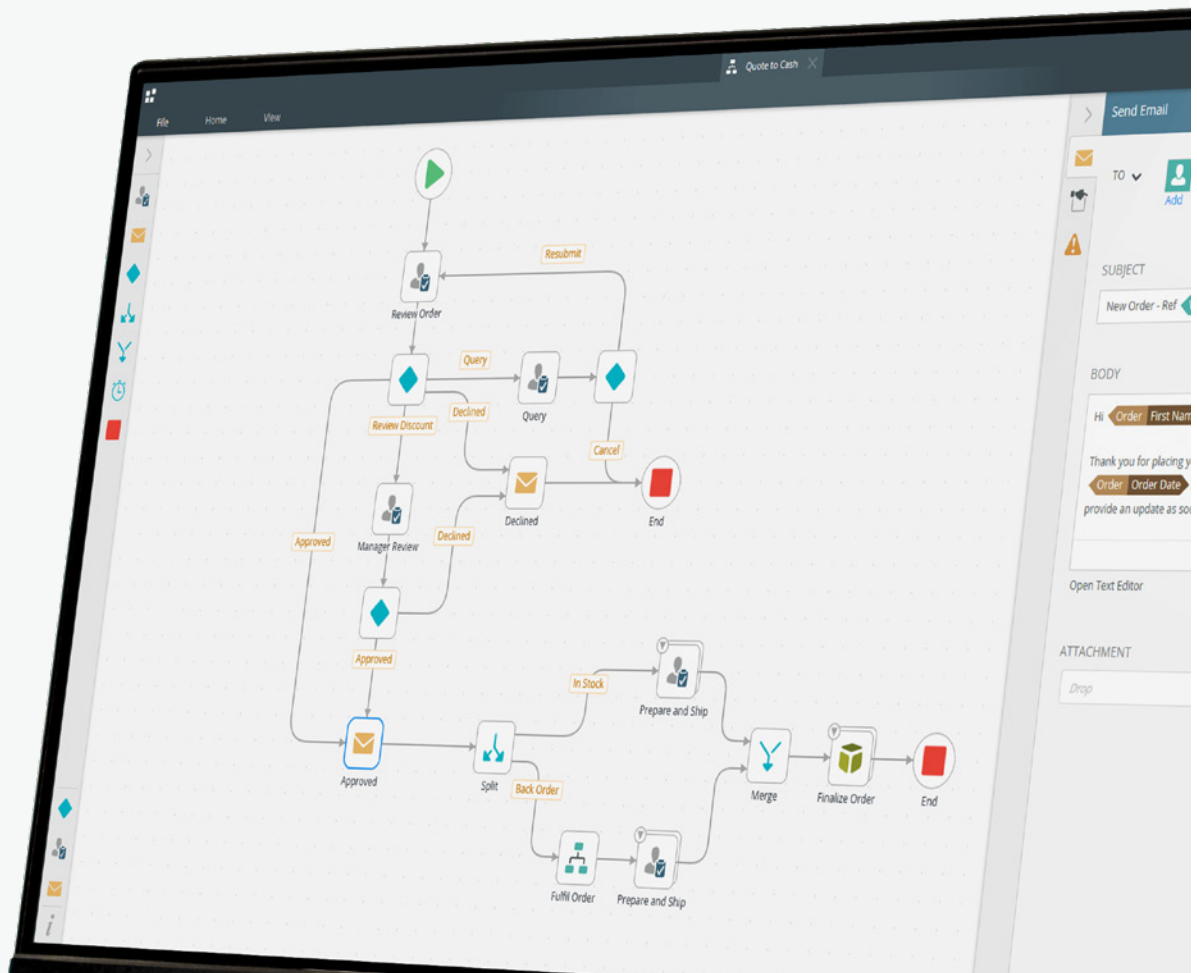 Quote to Cash
File
Home
View
Send Email
TO
Add
SUBJECT
New Order - Ref
BODY
Hi Order First
Thank you for placing
Order Order Date
provide an update as
Open Text Editor
ATTACHMENT
Drop
Resubmit
Review Order
Query
Query
Declined
Review Discount
Cancel
Declined
End
Manager Review
Declined
Approved
Approved
Approved
In Stock
Prepare and Ship
Split
Back Order
Merge
Finalize Order
End
Fulfil Order
Prepare and Ship